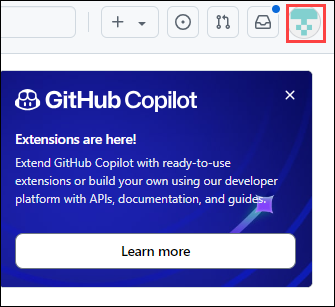 GitHub Copilot
Extensions are here!
Extend GitHub Copilot with ready-to-use
extensions or build your own using our developer
platform with APIs, documentation, and guides.
Learn more